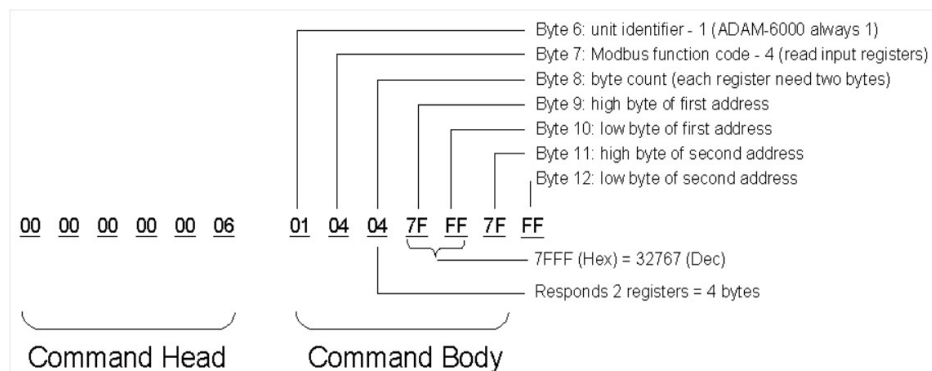 Byte 6: unit identifier - 1 (ADAM-6000 always 1)
Byte 7: Modbus function code - 4 (read input registers)
Byte 8: byte count (each register need two bytes)
Byte 9: high byte of first address
Byte 10: low byte of first address
Byte 11: high byte of second address
Byte 12: low byte of second address
00 00 00 00 00 06 01 04 04 7F FF 7F FF
7FFF (Hex) = 32767 (Dec)
Responds 2 registers = 4 bytes
Command Head Command Body